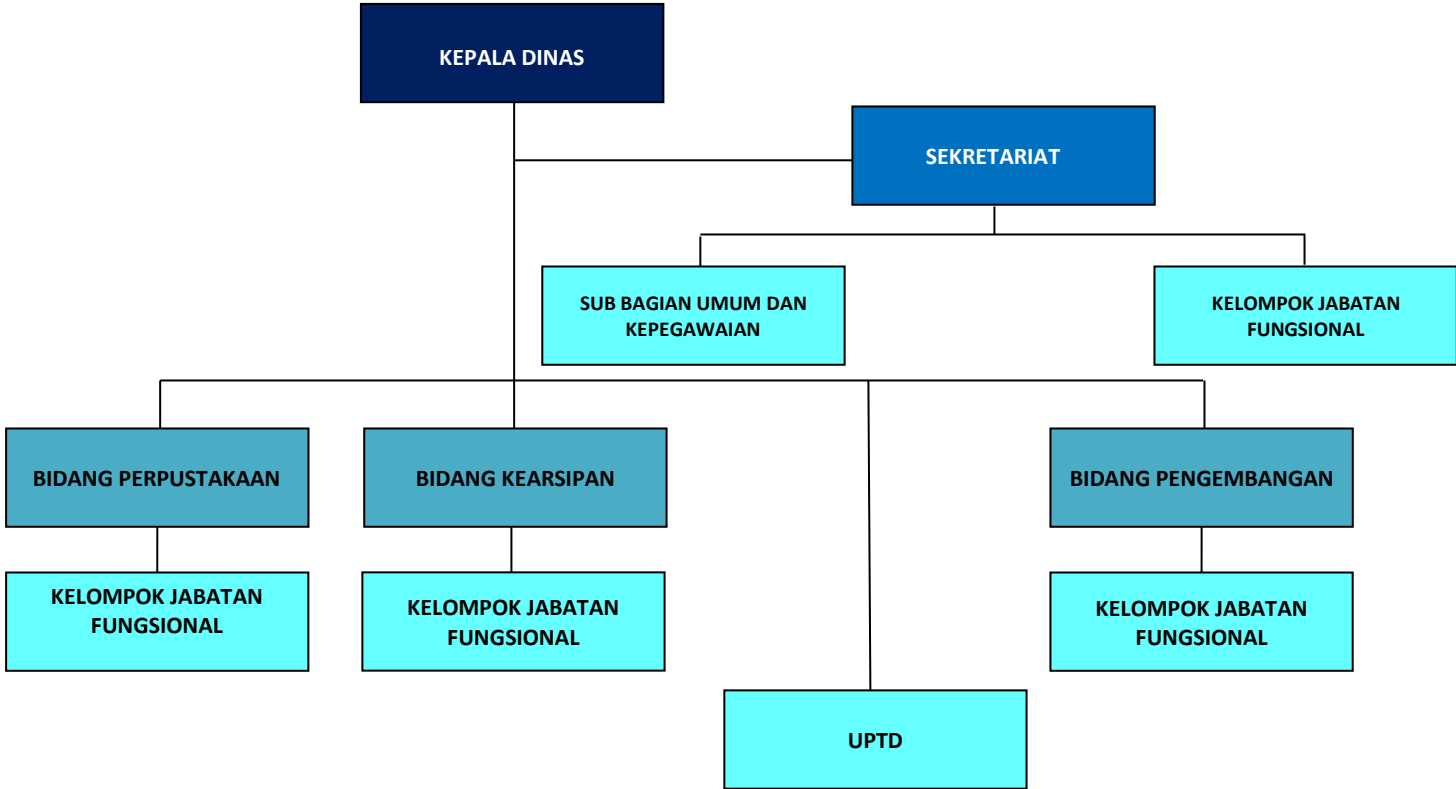 KEPALA DINAS
SEKRETARIAT
SUB BAGIAN UMUM DAN
KEPEGAWAIAN
KELOMPOK JABATAN
FUNGSIONAL
BIDANG PERPUSTAKAAN
BIDANG KEARSIPAN
BIDANG PENGEMBANGAN
KELOMPOK JABATAN
FUNGSIONAL
KELOMPOK JABATAN
FUNGSIONAL
KELOMPOK JABATAN
FUNGSIONAL
UPTD